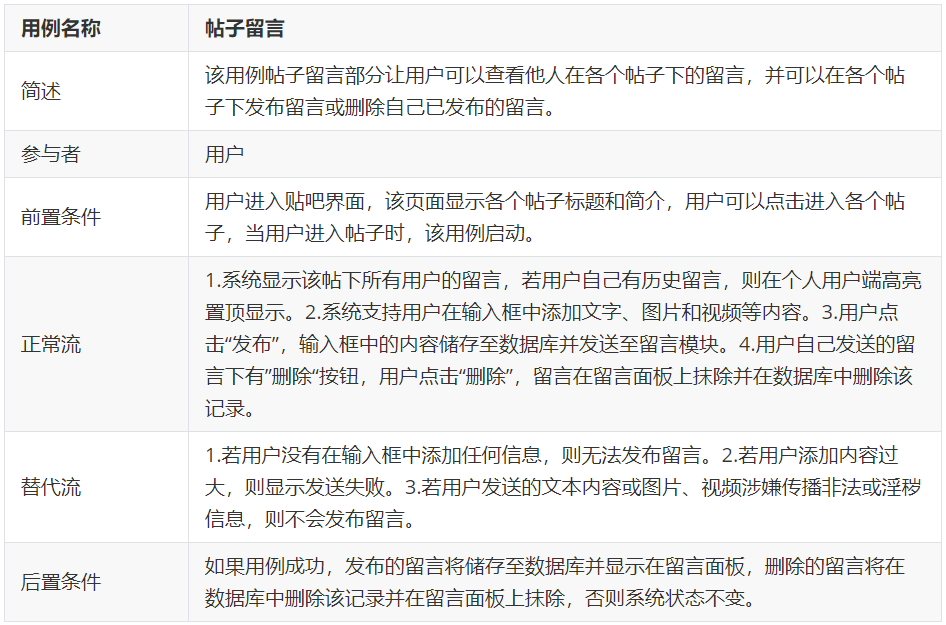 用例名称 帖子留言
简述
该用例帖子留言部分让用户可以查看他人在各个帖子下的留言，并可以在各个帖
子下发布留言或删除自己已发布的留言。
参与者 用户
前置条件
用户进入贴吧界面，该页面显示各个帖子标题和简介，用户可以点击进入各个帖
子，当用户进入帖子时，该用例启动。
正常流
1.系统显示该帖下所有用户的留言，若用户自己有历史留言，则在个人用户端高亮
置顶显示。2.系统支持用户在输入框中添加文字、图片和视频等内容。3.用户点
击“发布”，输入框中的内容储存至数据库并发送至留言模块。4.用户自己发送的留
言下有”删除“按钮，用户点击“删除”，留言在留言面板上抹除并在数据库中删除该
记录。
替代流
1.若用户没有在输入框中添加任何信息，则无法发布留言。2.若用户添加内容过
大，则显示发送失败。3.若用户发送的文本内容或图片、视频涉嫌传播非法或淫秽
信息，则不会发布留言。
后置条件
如果用例成功，发布的留言将储存至数据库并显示在留言面板，删除的留言将在
数据库中删除该记录并在留言面板上抹除，否则系统状态不变。